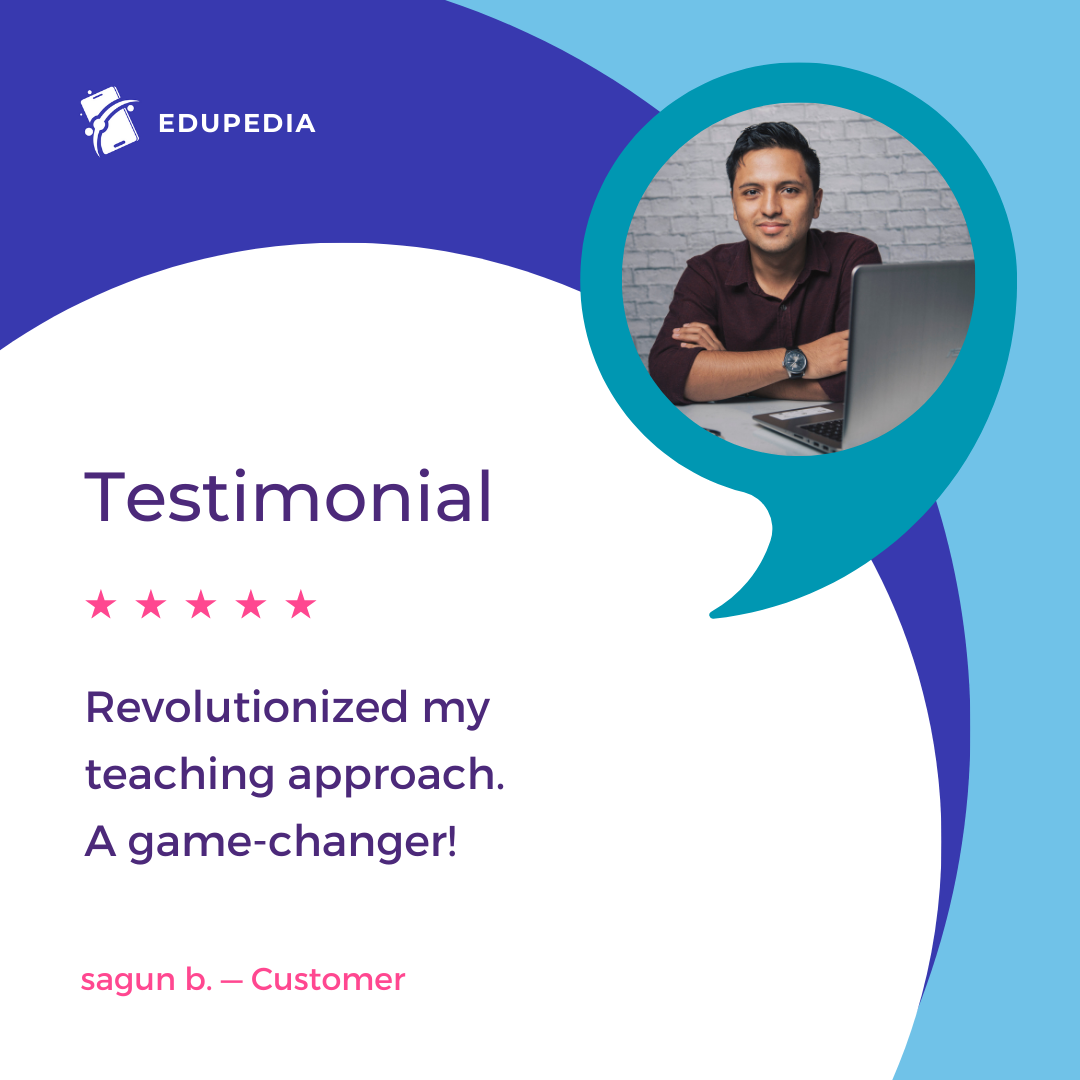 EDUPEDIA
Testimonial
★ ★ ★ ★ ★
Revolutionized my
teaching approach.
A game-changer!
sagun b. — Customer